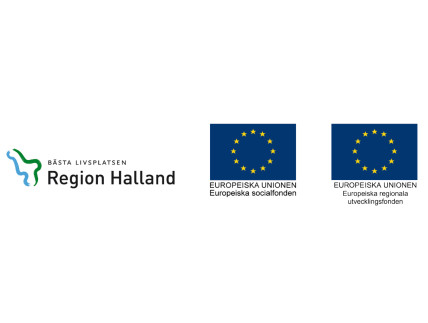 BÄSTA LIVSPLATSEN
Region Halland
EUROPEISKA UNIONEN
Europeiska socialfonden
EUROPEISKA UNIONEN
Europeiska regionala
utvecklingsfonden